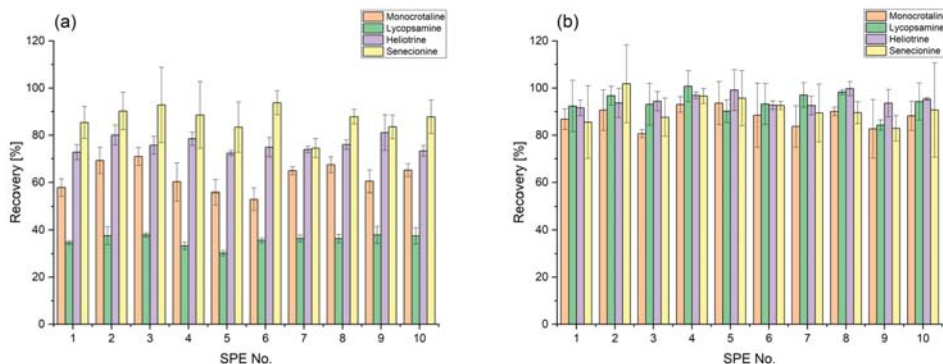 (a)
Monocrotaline
Lycopsamine
Heliotrine
Senecionine
120
100
80
60
40
20
0
Recovery [%]
1 2 3 4 5 6 7 8 9 10
SPE No.
(b)
Monocrotaline
Lycopsamine
Heliotrine
Senecionine
120
100
80
60
40
20
0
Recovery [%]
1 2 3 4 5 6 7 8 9 10
SPE No.